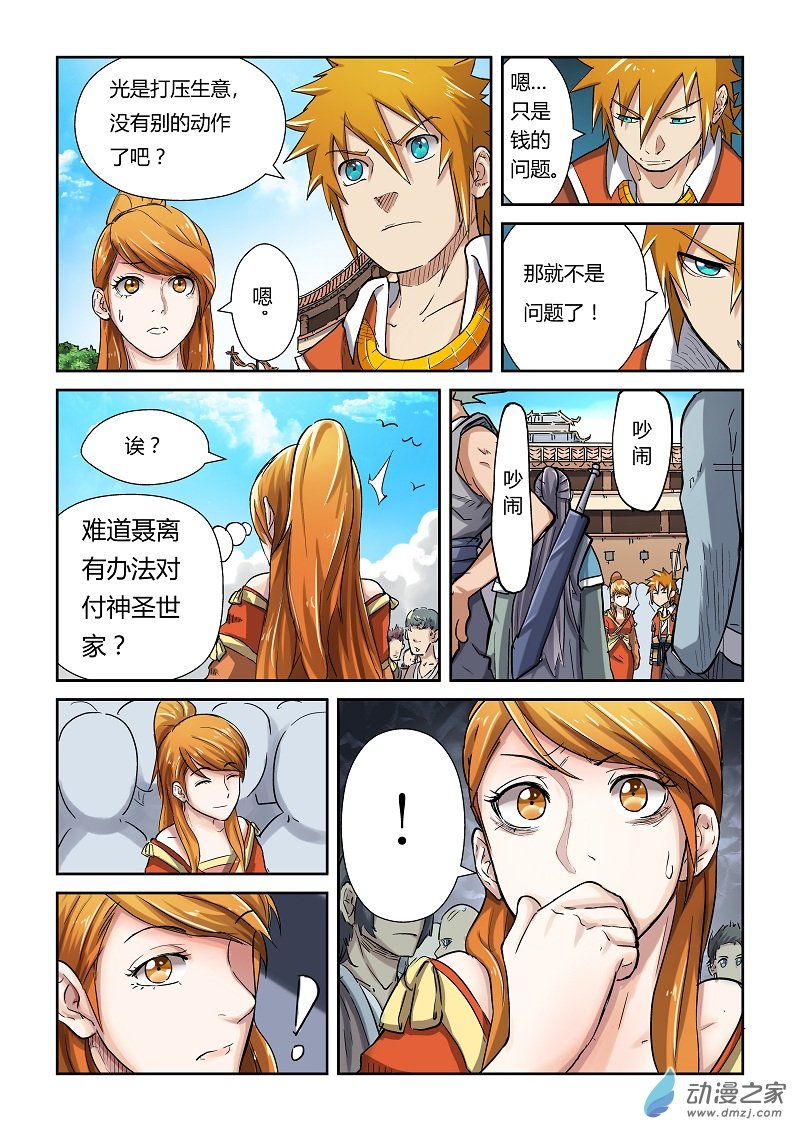 光是打压生意，
没有别的动作
了吧？
嗯。
嗯…
只是
钱的
问题。
那就不是
问题了！
诶？
难道聂离
有办法对
付神圣世
家？
吵闹
吵闹
！
！
动漫之家
www.dmzj.com